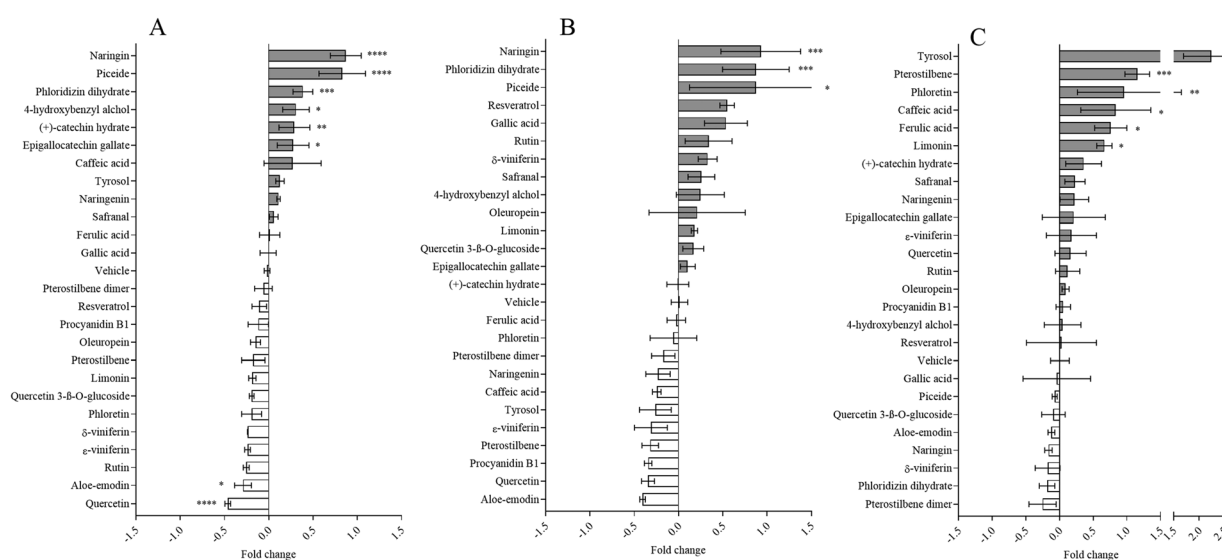 A
Naringin
****
Piceide
****
Phloridizin dihydrate
***
4-hydroxybenzyl alchol
*
(+)-catechin hydrate
**
Epigallocatechin gallate
*
Caffeic acid
Tyrosol
Naringenin
Safranal
Ferulic acid
Gallic acid
Vehicle
Pterostilbene dimer
Resveratrol
Procyanidin B1
Oleuropein
Pterostilbene
Limonin
Quercetin 3-ß-O-glucoside
Phloretin
δ-viniferin
ε-viniferin
Rutin
Aloe-emodin
*
Quercetin
****
-1.5 -1.0 -0.5 0.0 0.5 1.0 1.5
Fold change
B
Naringin
***
Phloridizin dihydrate
***
Piceide
*
Resveratrol
Gallic acid
Rutin
δ-viniferin
Safranal
4-hydroxybenzyl alchol
Oleuropein
Limonin
Quercetin 3-ß-O-glucoside
Epigallocatechin gallate
(+)-catechin hydrate
Vehicle
Ferulic acid
Phloretin
Pterostilbene dimer
Naringenin
Caffeic acid
Tyrosol
ε-viniferin
Pterostilbene
Procyanidin B1
Quercetin
Aloe-emodin
-1.5 -1.0 -0.5 0.0 0.5 1.0 1.5
Fold change
C
Tyrosol
Pterostilbene
***
Phloretin
**
Caffeic acid
*
Ferulic acid
*
Limonin
*
(+)-catechin hydrate
Safranal
Naringenin
Epigallocatechin gallate
ε-viniferin
Quercetin
Rutin
Oleuropein
Procyanidin B1
4-hydroxybenzyl alchol
Resveratrol
Vehicle
Gallic acid
Piceide
Quercetin 3-ß-O-glucoside
Aloe-emodin
Naringin
δ-viniferin
Phloridizin dihydrate
Pterostilbene dimer
-1.5 -1.0 -0.5 0.0 0.5 1.0 1.5 1.5 2.0
Fold change